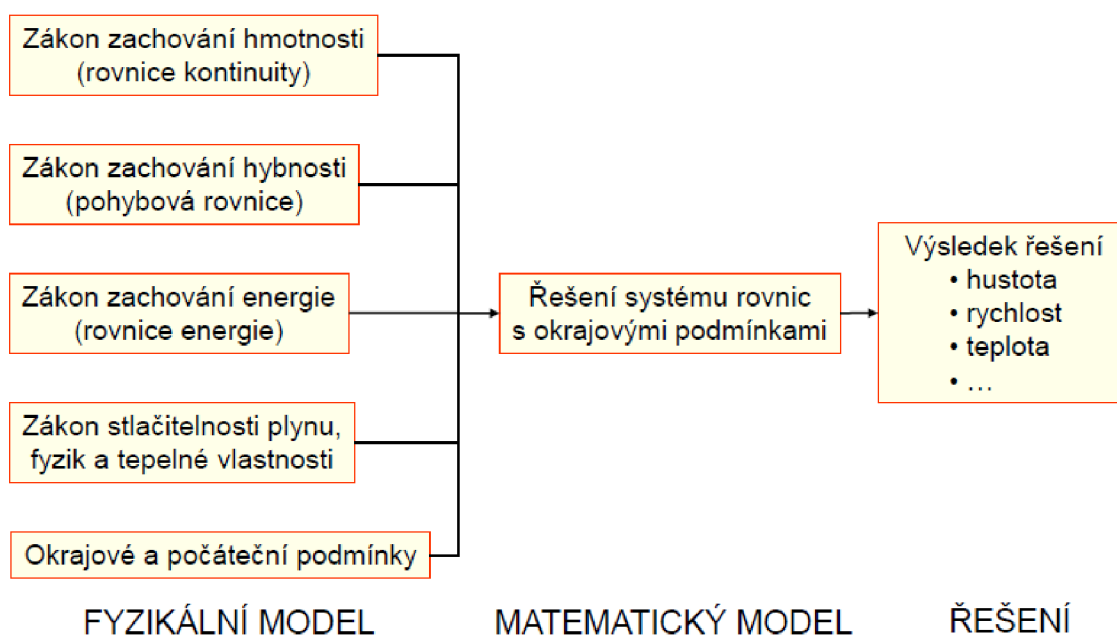 Zákon zachování hmotnosti
(rovnice kontinuity)
Zákon zachování hybnosti
(pohybová rovnice)
Zákon zachování energie
(rovnice energie)
Zákon stlačitelnosti plynu,
fyzik a tepelné vlastnosti
Okrajové a počáteční podmínky
FYZIKÁLNÍ MODEL
Řešení systému rovnic
s okrajovými podmínkami
MATEMATICKÝ MODEL
Výsledek řešení
• hustota
• rychlost
• teplota
• …
ŘEŠENÍ